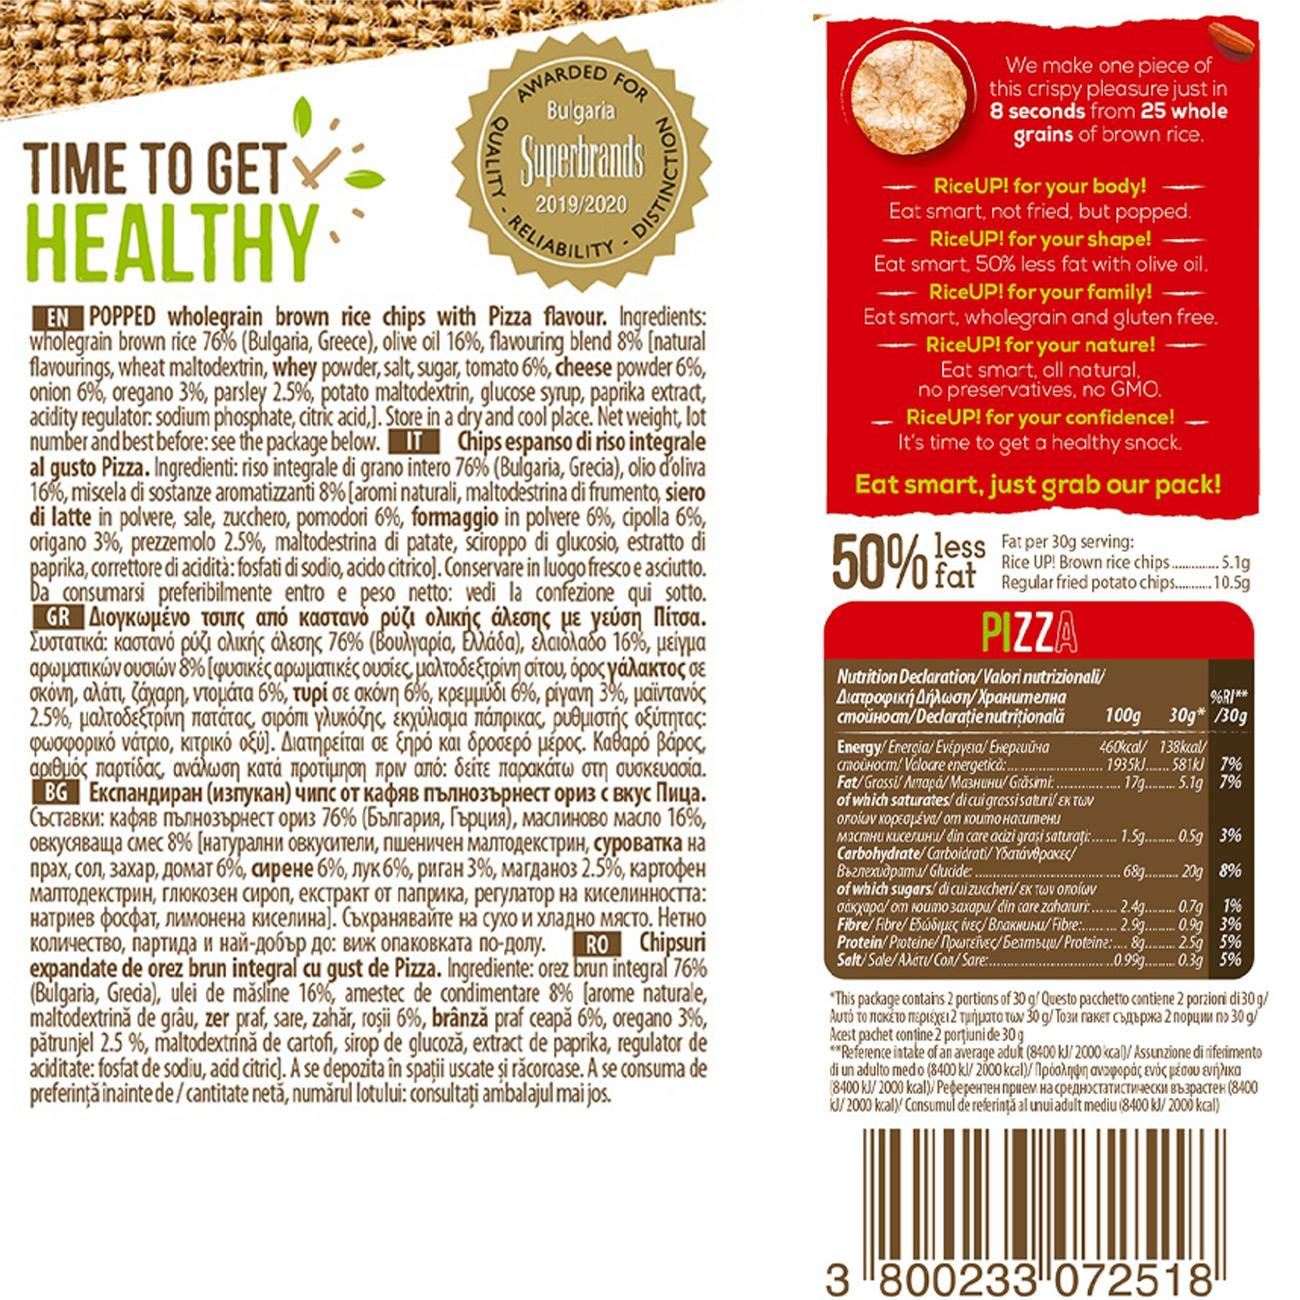 TIME TO GET
HEALTHY
AWARDED FOR
QUALITY - RELIABILITY - DISTINCTION
Bulgaria
Superbrands
2019/2020
EN POPPED wholegrain brown rice chips with Pizza flavour. Ingredients:
wholegrain brown rice 76% (Bulgaria, Greece), olive oil 16%, flavouring blend 8% [natural
flavourings, wheat maltodextrin, whey powder, salt, sugar, tomato 6%, cheese powder 6%,
onion 6%, oregano 3%, parsley 2.5%, potato maltodextrin, glucose syrup, paprika extract,
acidity regulator: sodium phosphate, citric acid,]. Store in a dry and cool place. Net weight, lot
number and best before: see the package below. IT Chips espanso di riso integrale
al gusto Pizza. Ingredienti: riso integrale di grano intero 76% (Bulgaria, Grecia), olio d'oliva
16%, miscela di sostanze aromatizzanti 8% [aromi naturali, maltodestrina di frumento, siero
di latte in polvere, sale, zucchero, pomodori 6%, formaggio in polvere 6%, cipolla 6%,
origano 3%, prezzemolo 2.5%, maltodestrina di patate, sciroppo di glucosio, estratto di
paprika, correttore di acidità: fosfati di sodio, acido citrico]. Conservare in luogo fresco e asciutto.
Da consumarsi preferibilmente entro e peso netto: vedi la confezione qui sotto.
GR Διογκωμένο τσιπς από καστανό ρύζι ολικής άλεσης με γεύση Πίτσα.
Συστατικά: καστανό ρύζι ολικής άλεσης 76% (Βουλγαρία, Ελλάδα), ελαιόλαδο 16%, μείγμα
αρωματικών ουσιών 8% [φυσικές αρωματικές ουσίες, μαλτοδεξτρίνη σίτου, όρος γάλακτος σε
σκόνη, αλάτι, ζάχαρη, ντομάτα 6%, τυρί σε σκόνη 6%, κρεμμύδι 6%, ρίγανη 3%, μαϊντανός
2.5%, μαλτοδεξτρίνη πατάτας, σιρόπι γλυκόζης, εκχύλισμα πάπρικας, ρυθμιστής οξύτητας:
φωσφορικό νάτριο, κιτρικό οξύ]. Διατηρείται σε ξηρό και δροσερό μέρος. Καθαρό βάρος,
αριθμός παρτίδας, ανάλωση κατά προτίμηση πριν από: δείτε παρακάτω στη συσκευασία.
BG Експандиран (изпукан) чипс от кафяв пълнозърнест ориз с вкус Пица.
Съставки: кафяв пълнозърнест ориз 76% (България, Гърция), маслиново масло 16%,
овкусяваща смес 8% [натурални овкусители, пшеничен малтодекстрин, суроватка на
прах, сол, захар, домат 6%, сирене 6%, лук 6%, риган 3%, магданоз 2.5%, картофен
малтодекстрин, глюкозен сироп, екстракт от паприка, регулатор на киселинността:
натриев фосфат, лимонена киселина]. Съхранявайте на сухо и хладно място. Нетно
количество, партида и най-добър до: виж опаковката по-долу. RO Chipsuri
expandate de orez brun integral cu gust de Pizza. Ingrediente: orez brun integral 76%
(Bulgaria, Grecia), ulei de măsline 16%, amestec de condimentare 8% [arome naturale,
maltodextrină de grâu, zer praf, sare, zahăr, roșii 6%, brânză praf ceapă 6%, oregano 3%,
pătrunjel 2.5 %, maltodextrină de cartofi, sirop de glucoză, extract de paprika, regulator de
aciditate: fosfat de sodiu, acid citric]. A se depozita în spații uscate și răcoroase. A se consuma de
preferință înainte de / cantitate netă, numărul lotului: consultați ambalajul mai jos.
We make one piece of
this crispy pleasure just in
8 seconds from 25 whole
grains of brown rice.
RiceUP! for your body!
Eat smart, not fried, but popped.
RiceUP! for your shape!
Eat smart, 50% less fat with olive oil.
RiceUP! for your family!
Eat smart, wholegrain and gluten free.
RiceUP! for your nature!
Eat smart, all natural,
no preservatives, no GMO.
RiceUP! for your confidence!
It's time to get a healthy snack.
Eat smart, just grab our pack!
50% less fat
Fat per 30g serving:
Rice UP! Brown rice chips.............. 5.1g
Regular fried potato chips........... 10.5g
PIZZA
Nutrition Declaration/ Valori nutrizionali/
Διατροφική Δήλωση/ Хранителна
стойност/ Declarație nutrițională 100g 30g* %RI** /30g
Energy/ Energia/ Ενέργεια/ Енергийна 460kcal/ 138kcal/
стойност/ Valoare energetică:.......... 1935kJ....... 581kJ 7%
Fat/ Grassi/ Λιπαρά/ Мазнини/ Grăsimi: ........ 17g....... 5.1g 7%
of which saturates/ di cui grassi saturi/ εκ των
οποίων κορεσμένα/ от които наситени
мастни киселини/ din care acizi grași saturați:...... 1.5g....... 0.5g 3%
Carbohydrate/ Carboidrati/ Υδατάνθρακες/
Въглехидрати/ Glucide: ........ 68g........ 20g 8%
of which sugars/ di cui zuccheri/ εκ των οποίων
σάκχαρα/ от които захари/ din care zaharuri:...... 2.4g....... 0.7g 1%
Fibre/ Fibre/ Εδώδιμες ίνες/ Влакнини/ Fibre:....... 2.9g....... 0.9g 3%
Protein/ Proteine/ Πρωτεΐνες/ Белтъци/ Proteine:.... 8g....... 2.5g 5%
Salt/ Sale/ Αλάτι/ Сол/ Sare:........ 0.99g....... 0.3g 5%
*This package contains 2 portions of 30 g/ Questo pacchetto contiene 2 porzioni di 30 g/
Αυτό το πακέτο περιέχει 2 τμήματα των 30 g/ Този пакет съдържа 2 порции по 30 g/
Acest pachet contine 2 porțiuni de 30 g
**Reference intake of an average adult (8400 kJ/ 2000 kcal)/ Assunzione di riferimento
di un adulto medio (8400 kJ/ 2000 kcal)/ Πρόσληψη αναφοράς ενός μέσου ενήλικα
(8400 kJ/ 2000 kcal)/ Референтен прием на средностатистически възрастен (8400
kJ/ 2000 kcal)/ Consumul de referință al unui adult mediu (8400 kJ/ 2000 kcal)
3 800233 072518